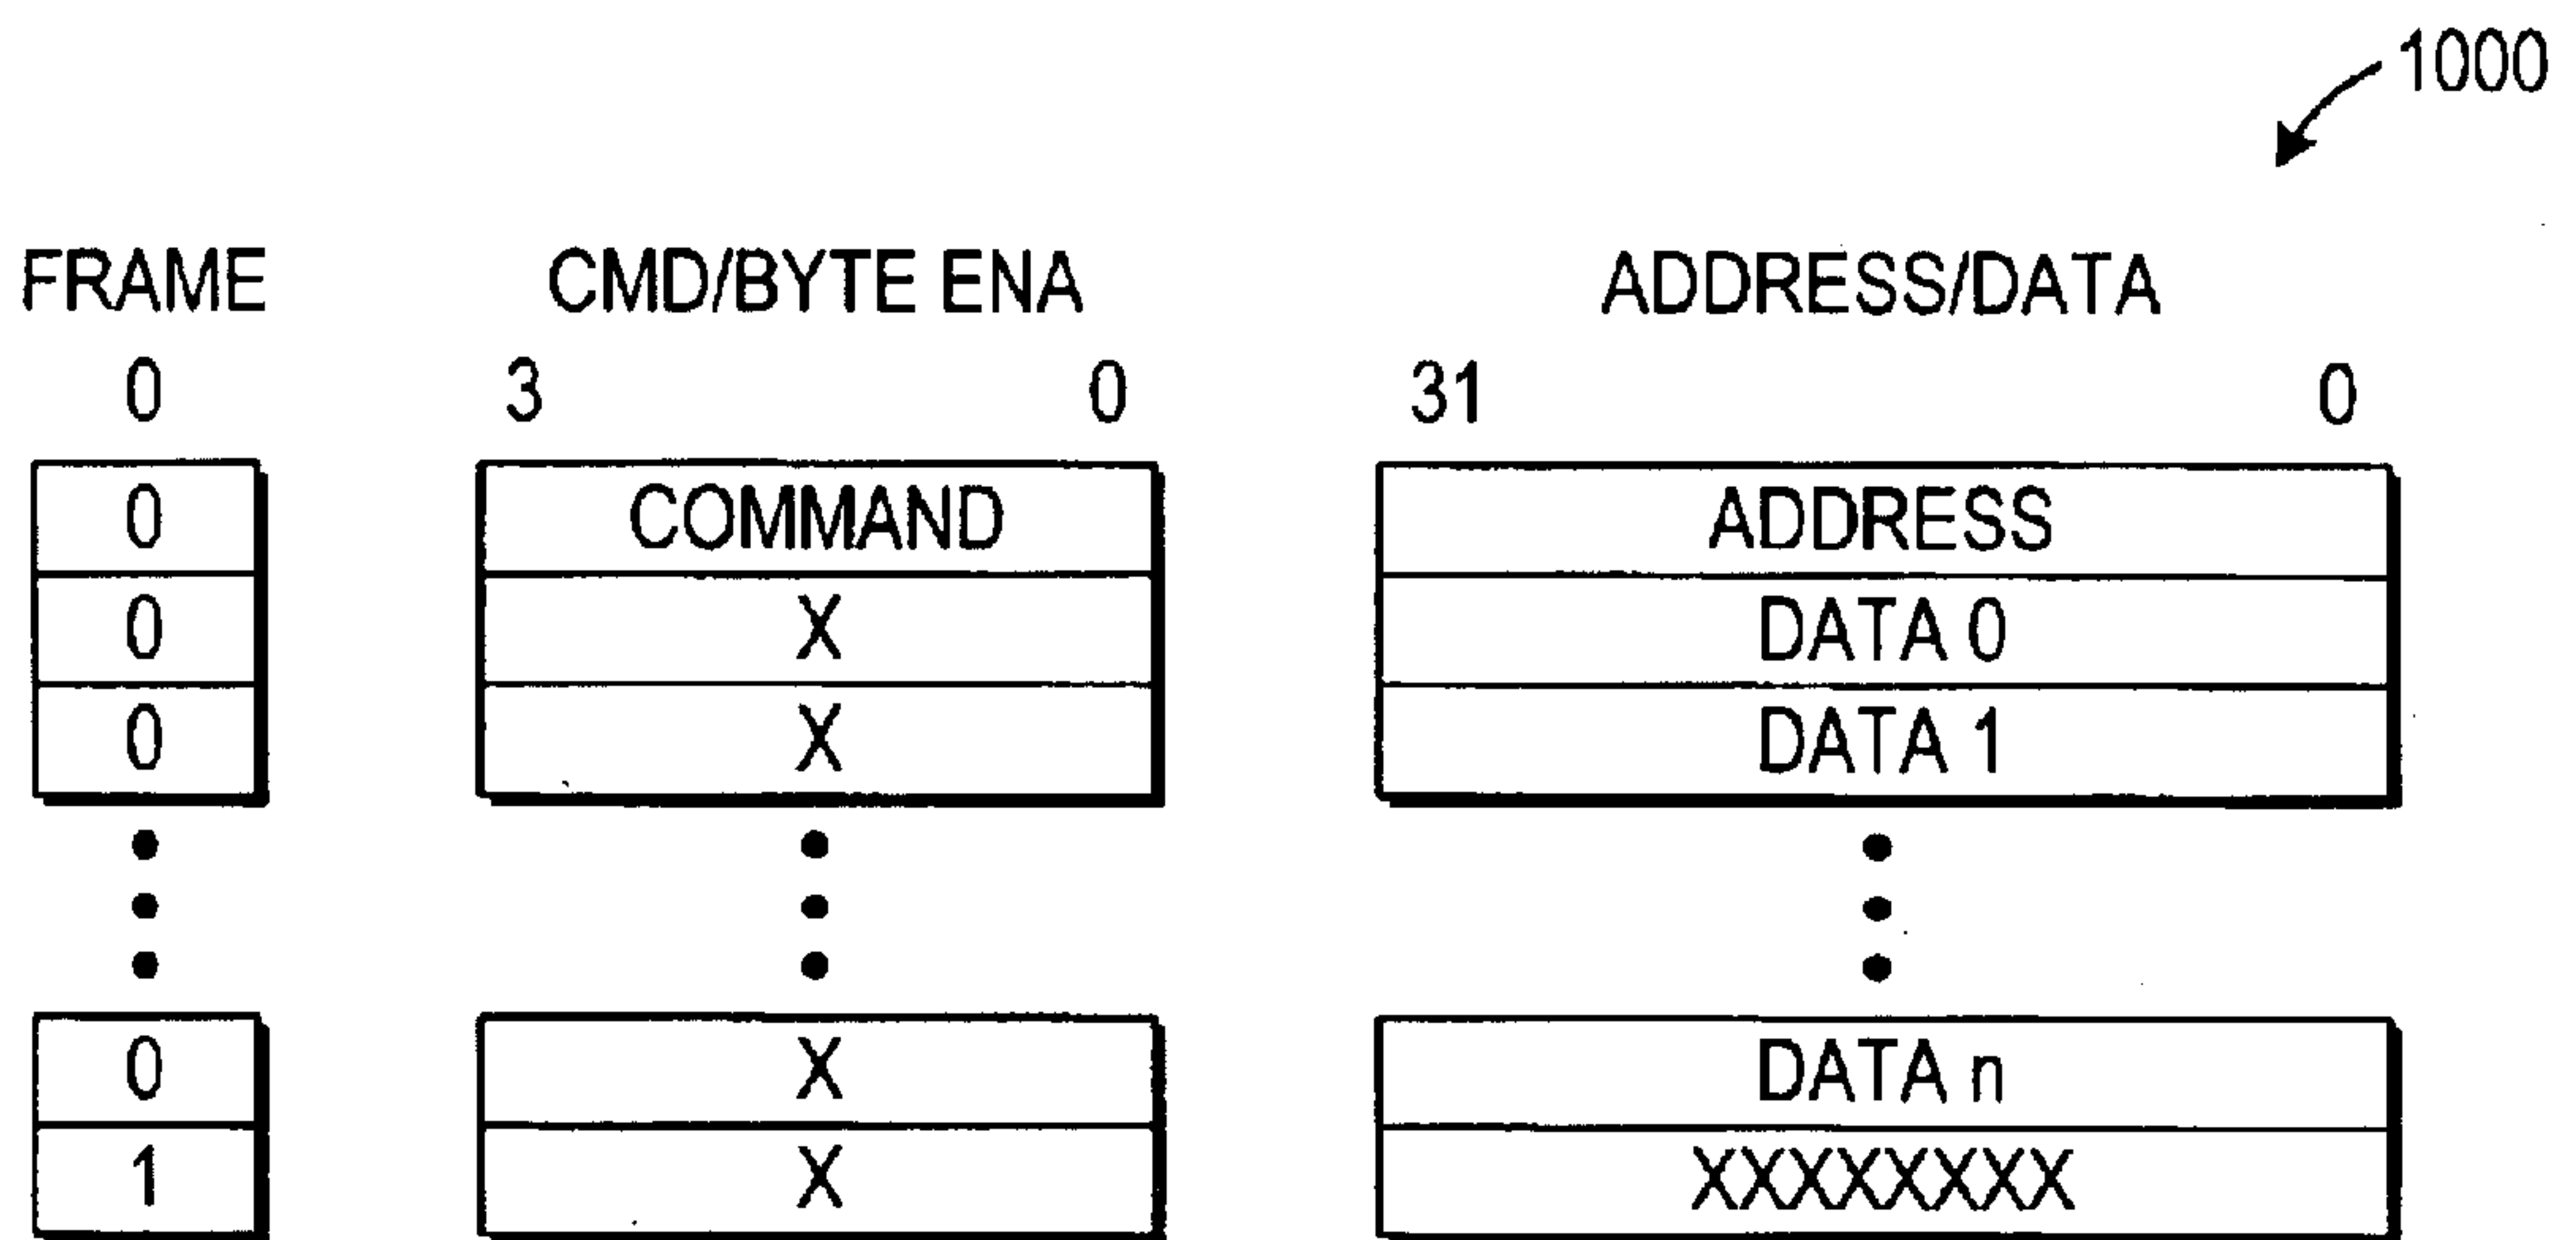 1000
FRAME CMD/BYTE ENA ADDRESS/DATA
0 3 0 31 0
0 COMMAND ADDRESS
0 X DATA 0
0 X DATA 1
0 X DATA n
1 X XXXXXXXX